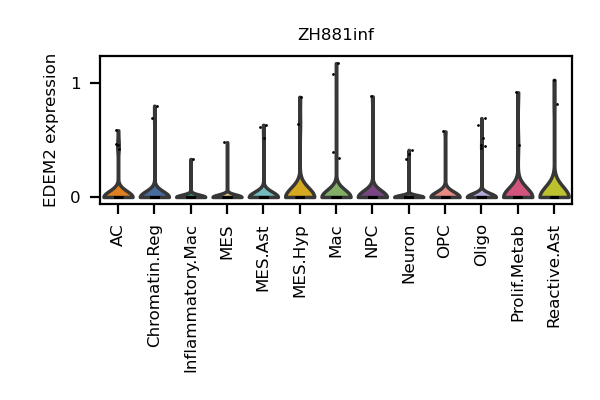 ZH881inf
EDEM2 expression
1
0
AC
Chromatin.Reg
Inflammatory.Mac
MES
MES.Ast
MES.Hyp
Mac
NPC
Neuron
OPC
Oligo
Prolif.Metab
Reactive.Ast